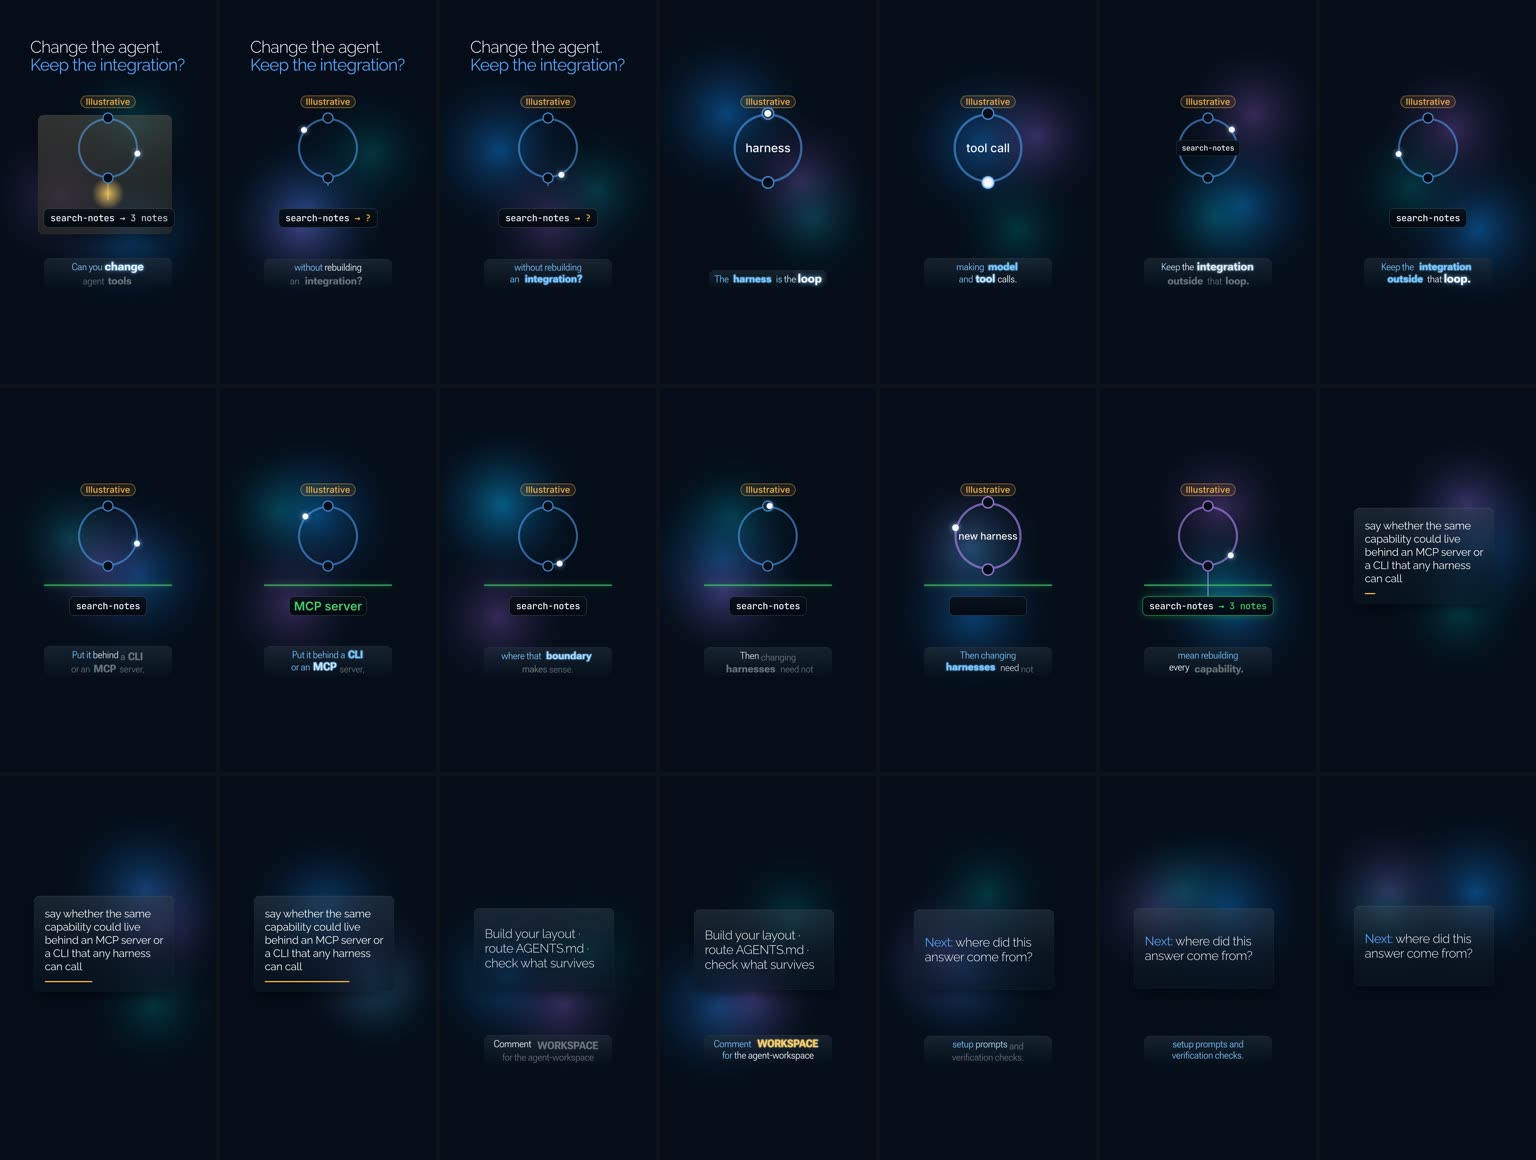 Change the agent.
Keep the integration?
Illustrative
search-notes → 3 notes
Can you change
agent tools
Change the agent.
Keep the integration?
Illustrative
search-notes → ?
without rebuilding
an integration?
Change the agent.
Keep the integration?
Illustrative
search-notes → ?
without rebuilding
an integration?
Illustrative
harness
The harness is the loop
Illustrative
tool call
making model
and tool calls.
Illustrative
search-notes
Keep the integration
outside that loop.
Illustrative
search-notes
Keep the integration
outside that loop.
Illustrative
search-notes
Put it behind a CLI
or an MCP server,
Illustrative
MCP server
Put it behind a CLI
or an MCP server,
Illustrative
search-notes
where that boundary
makes sense.
Illustrative
search-notes
Then changing
harnesses need not
Illustrative
new harness
Then changing
harnesses need not
Illustrative
search-notes → 3 notes
mean rebuilding
every capability.
say whether the same
capability could live
behind an MCP server or
a CLI that any harness
can call
say whether the same
capability could live
behind an MCP server or
a CLI that any harness
can call
say whether the same
capability could live
behind an MCP server or
a CLI that any harness
can call
Build your layout ·
route AGENTS.md ·
check what survives
Comment WORKSPACE
for the agent-workspace
Build your layout ·
route AGENTS.md ·
check what survives
Comment WORKSPACE
for the agent-workspace
Next: where did this
answer come from?
setup prompts and
verification checks.
Next: where did this
answer come from?
setup prompts and
verification checks.
Next: where did this
answer come from?